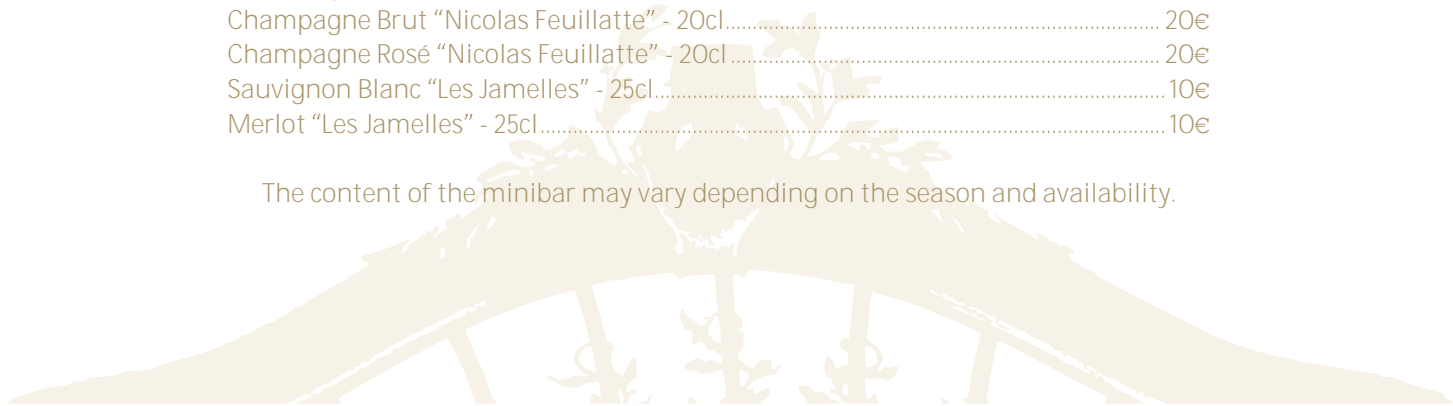 Champagne Brut “Nicolas Feuillatte” - 20cl........................................................................................ 20€
Champagne Rosé “Nicolas Feuillatte” - 20cl....................................................................................... 20€
Sauvignon Blanc “Les Jamelles” - 25cl........................................................................................................ 10€
Merlot “Les Jamelles” - 25cl............................................................................................................................... 10€
The content of the minibar may vary depending on the season and availability.